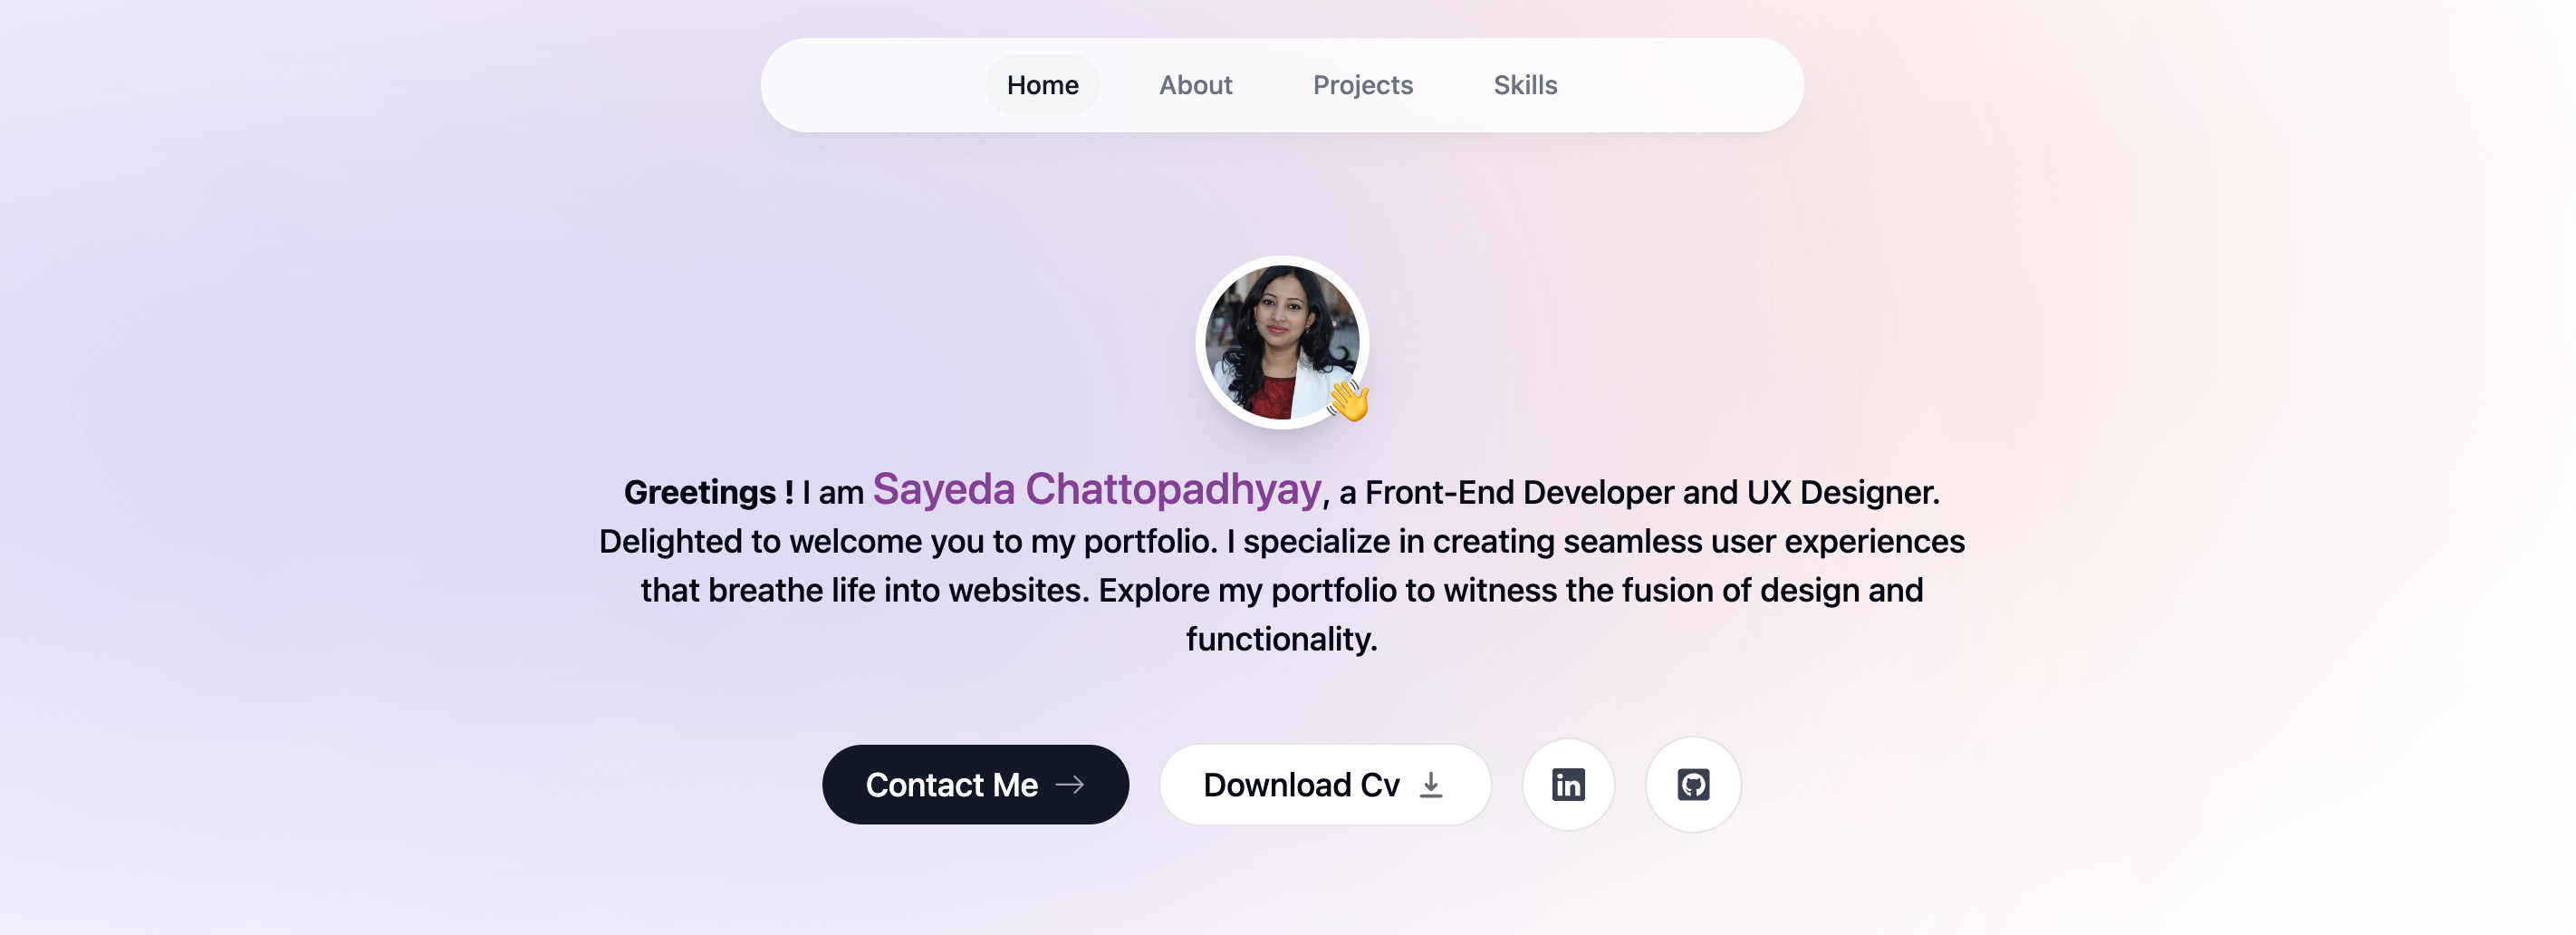 Home About Projects Skills
Greetings ! I am Sayeda Chattopadhyay, a Front-End Developer and UX Designer.
Delighted to welcome you to my portfolio. I specialize in creating seamless user experiences
that breathe life into websites. Explore my portfolio to witness the fusion of design and
functionality.
Contact Me Download Cv in